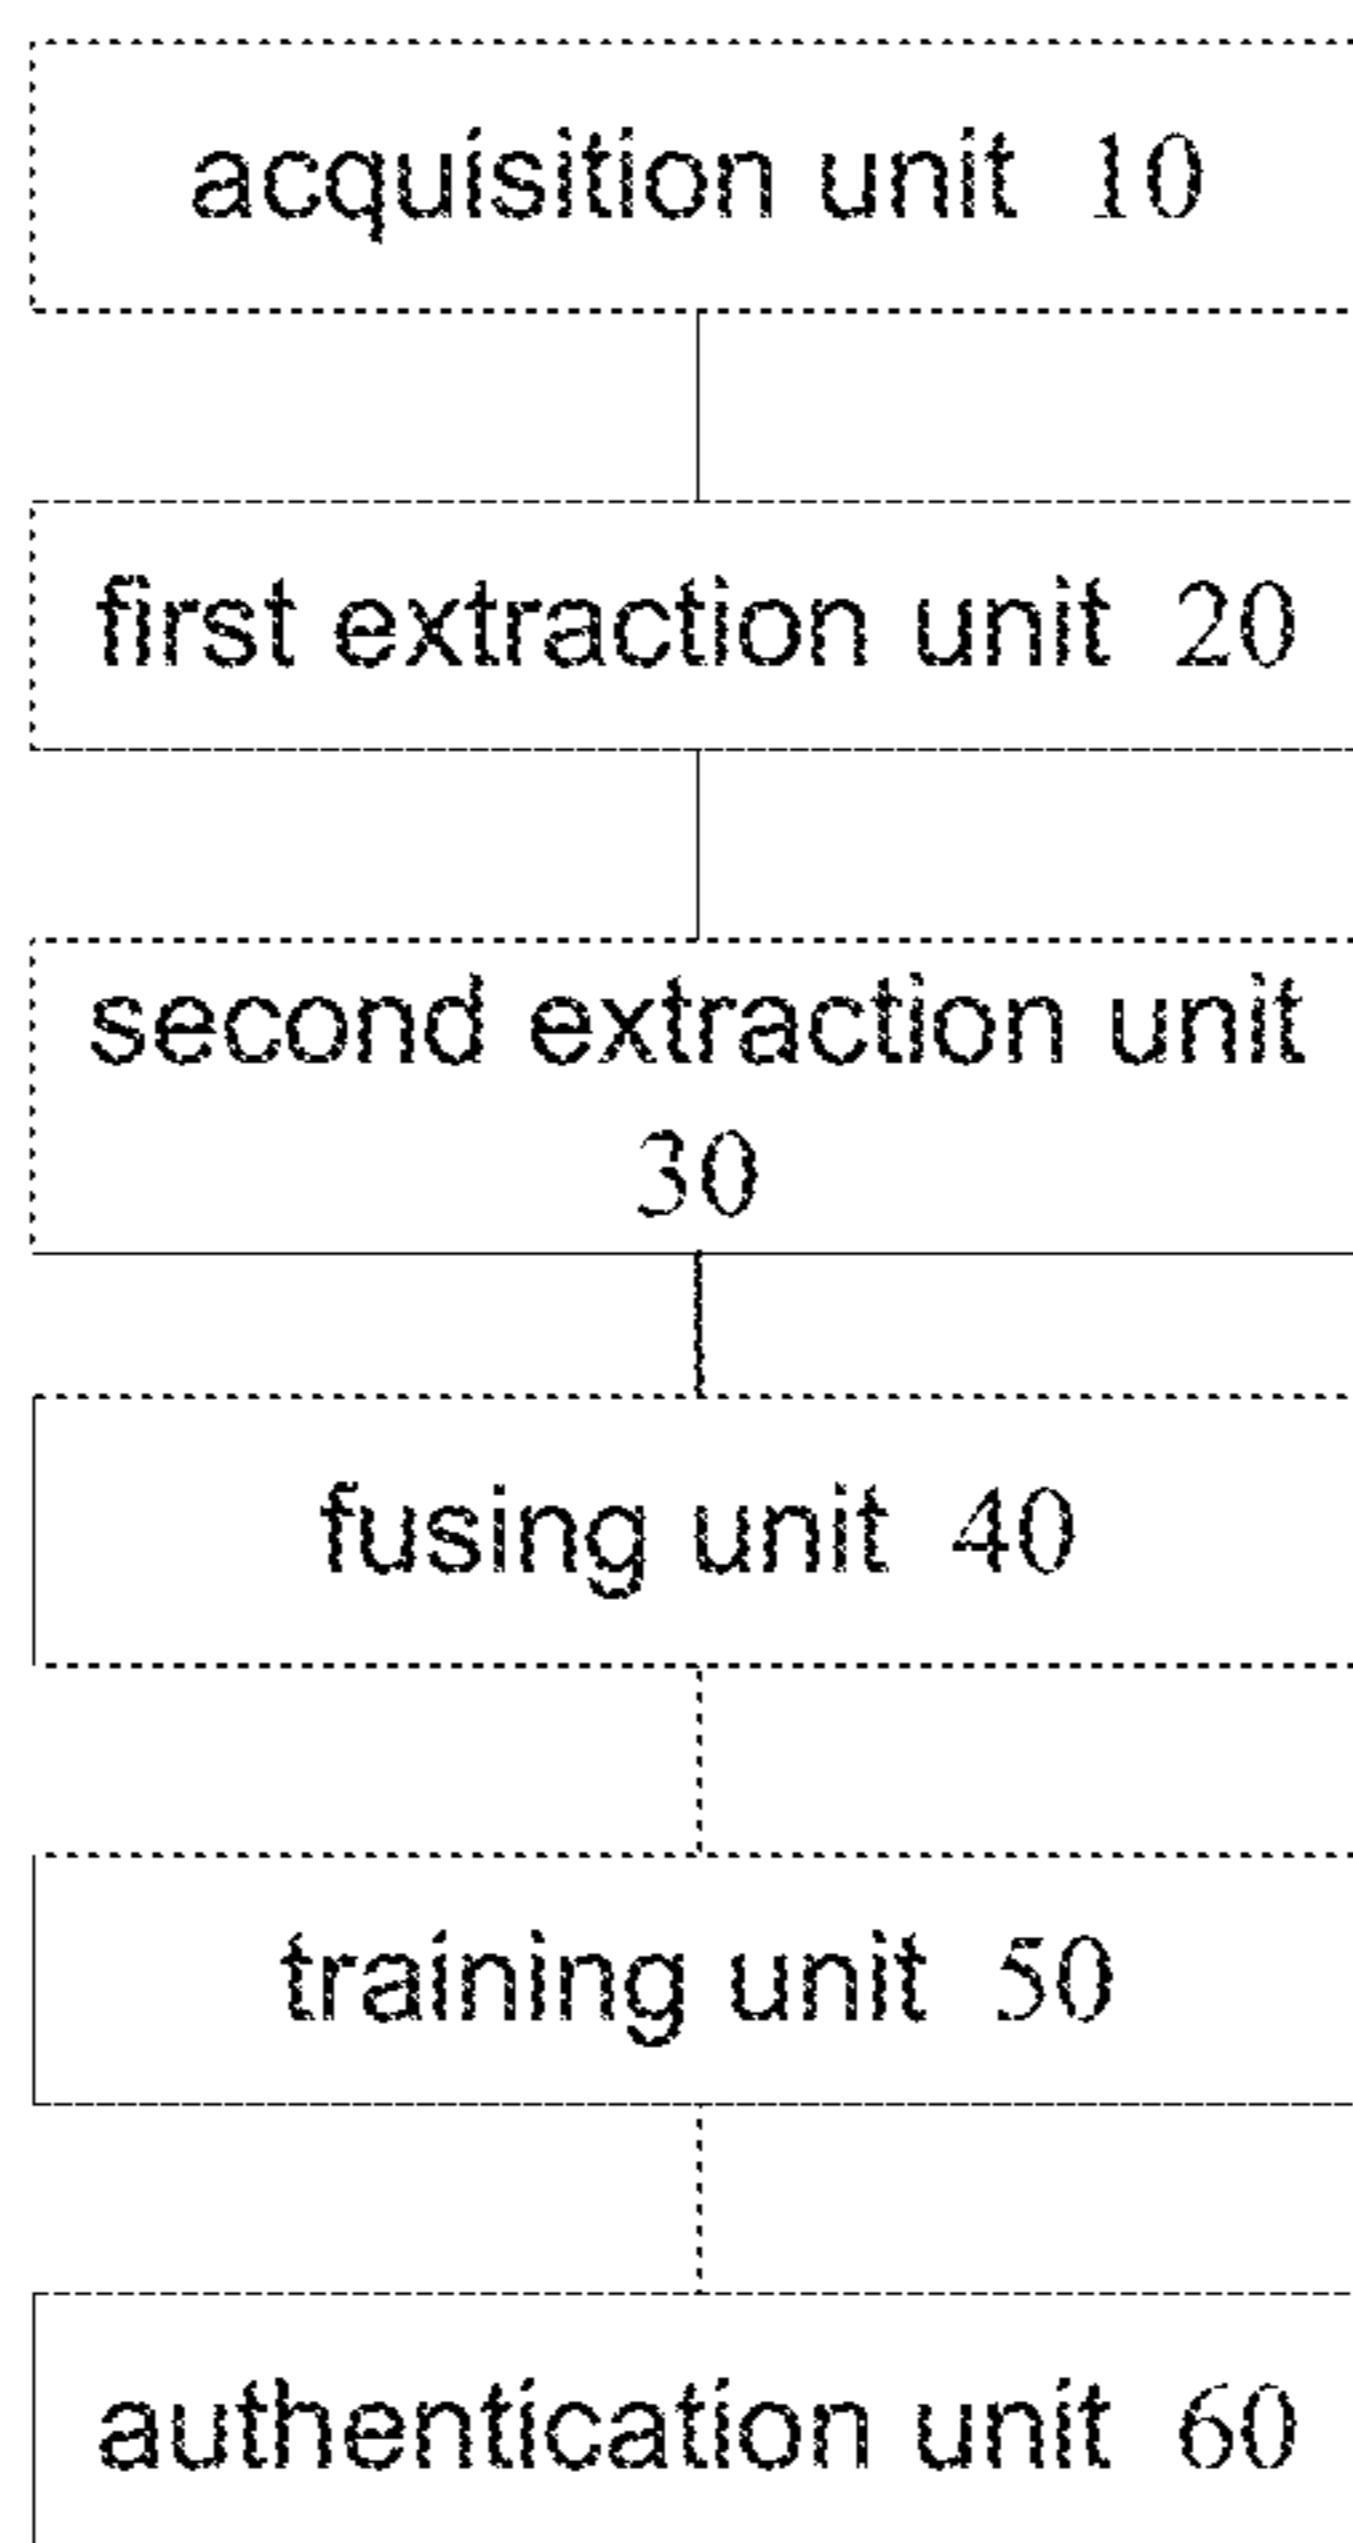 acquisition unit 10
first extraction unit 20
second extraction unit
30
fusing unit 40
training unit 50
authentication unit 60